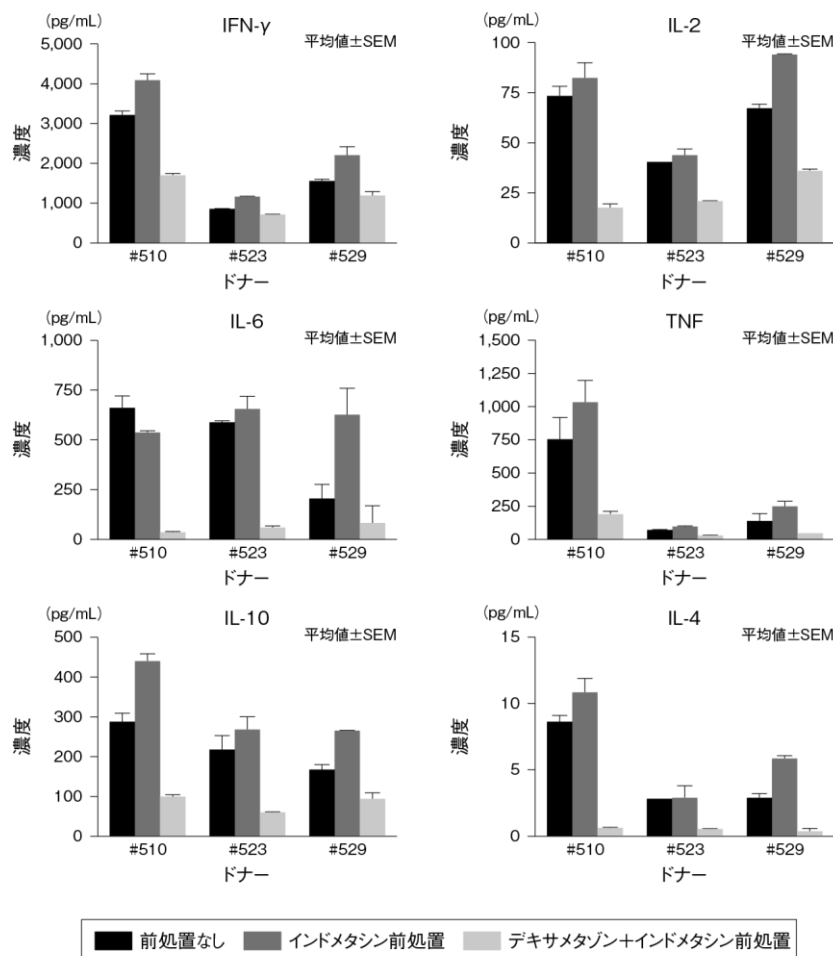 (pg/mL)
IFN-γ
平均値±SEM
5,000
4,000
3,000
2,000
1,000
0
濃度
#510 #523 #529
ドナー
(pg/mL)
IL-2
平均値±SEM
100
75
50
25
0
濃度
#510 #523 #529
ドナー
(pg/mL)
IL-6
平均値±SEM
1,000
750
500
250
0
濃度
#510 #523 #529
ドナー
(pg/mL)
TNF
平均値±SEM
1,500
1,250
1,000
750
500
250
0
濃度
#510 #523 #529
ドナー
(pg/mL)
IL-10
平均値±SEM
500
400
300
200
100
0
濃度
#510 #523 #529
ドナー
(pg/mL)
IL-4
平均値±SEM
15
10
5
0
濃度
#510 #523 #529
ドナー
前処置なし インドメタシン前処置 デキサメタゾン+インドメタシン前処置